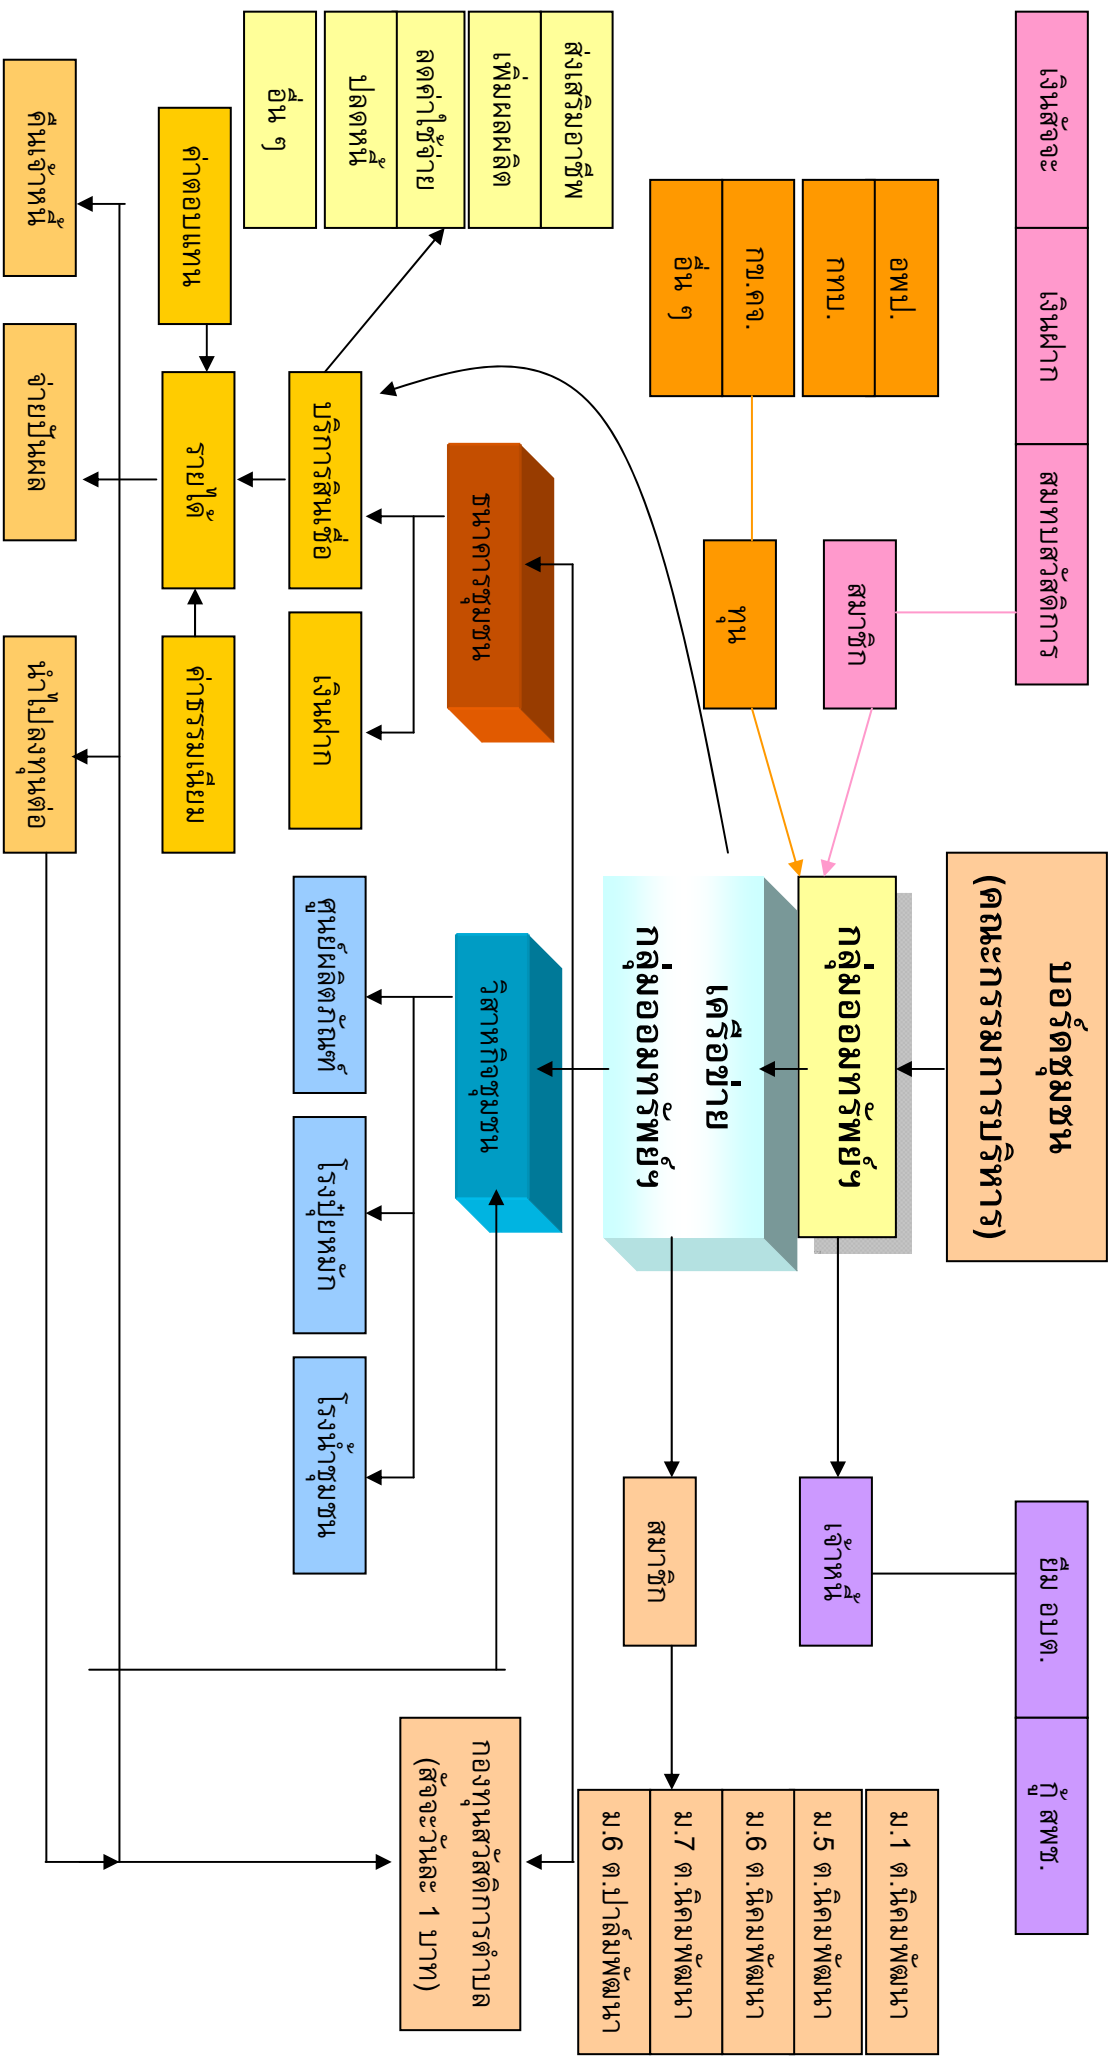 บอร์ดชุมชน
(คณะกรรมการบริหาร)
เงินสัจจะ
เงินฝาก
สมทบสวัสดิการ
ยืม อบต.
กู้ สพช.
อพป.
กทบ.
กข.คจ.
อื่น ๆ
สมาชิก
ทุน
กลุ่มออมทรัพย์ฯ
เจ้าหนี้
เครือข่าย
กลุ่มออมทรัพย์ฯ
สมาชิก
ม.1 ต.นิคมพัฒนา
ม.5 ต.นิคมพัฒนา
ม.6 ต.นิคมพัฒนา
ม.7 ต.นิคมพัฒนา
ม.6 ต.ปาล์มพัฒนา
ส่งเสริมอาชีพ
เพิ่มผลผลิต
ลดค่าใช้จ่าย
ปลดหนี้
อื่น ๆ
ธนาคารชุมชน
วิสาหกิจชุมชน
กองทุนสวัสดิการตำบล
(สัจจะวันละ 1 บาท)
บริการสินเชื่อ
เงินฝาก
ศูนย์ผลิตภัณฑ์
โรงปุ๋ยหมัก
โรงน้ำชุมชน
ค่าตอบแทน
รายได้
ค่าธรรมเนียม
คืนเจ้าหนี้
จ่ายปันผล
นำไปลงทุนต่อ